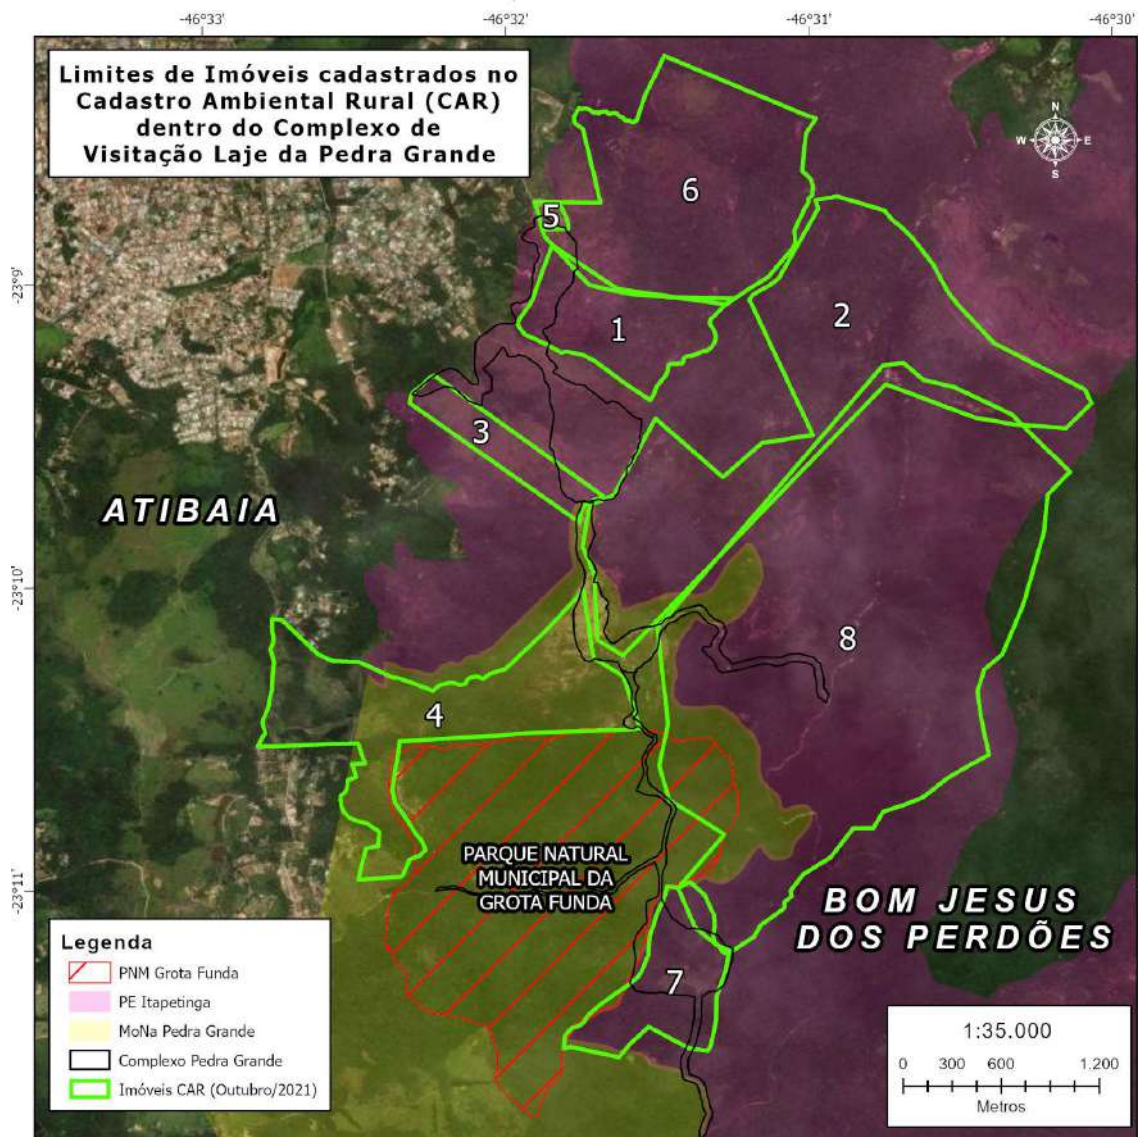 -46°33'
-46°32'
-46°31'
-46°30'
Limites de Imóveis cadastrados no
Cadastro Ambiental Rural (CAR)
dentro do Complexo de
Visitação Laje da Pedra Grande
N
W
E
S
6
5
-23°9'
2
1
3
ATIBAIA
-23°10'
8
4
PARQUE NATURAL
MUNICIPAL DA
GROTA FUNDA
-23°11'
BOM JESUS
DOS PERDÕES
7
Legenda
PNM Grota Funda
PE Itapetinga
MoNa Pedra Grande
Complexo Pedra Grande
Imóveis CAR (Outubro/2021)
1:35.000
0 300 600 1.200
Metros